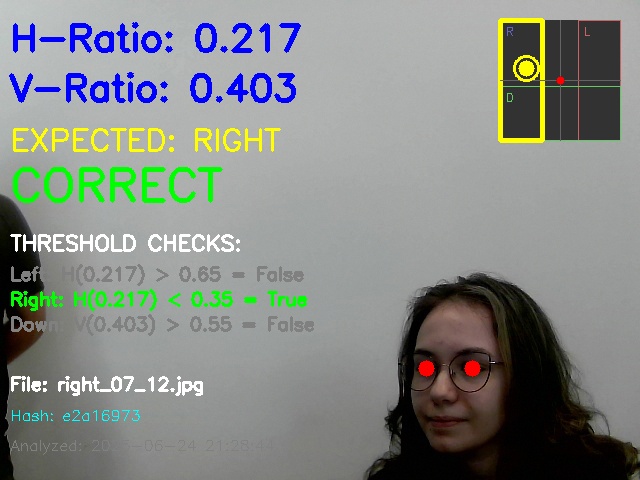 H-Ratio: 0.217
V-Ratio: 0.403
EXPECTED: RIGHT
CORRECT
THRESHOLD CHECKS:
Left: H(0.217) > 0.65 = False
Right: H(0.217) < 0.35 = True
Down: V(0.403) > 0.55 = False
File: right_07_12.jpg
Hash: e2a16973
Analyzed:
R
L
D